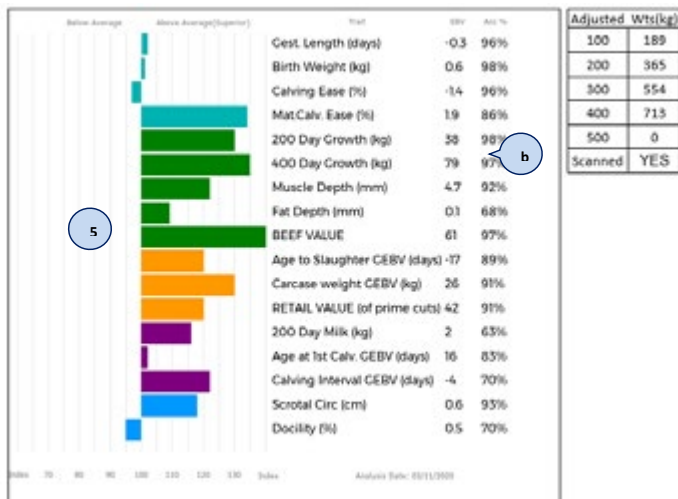 Below Average Above Average(Superior) Trait EBV Acc %
Gest. Length (days) -0.3 96%
Birth Weight (kg) 0.6 98%
Calving Ease (%) -1.4 96%
Mat.Calv. Ease (%) 1.9 86%
200 Day Growth (kg) 38 98%
400 Day Growth (kg) 79 97%
b
Muscle Depth (mm) 4.7 92%
Fat Depth (mm) 0.1 68%
5
BEEF VALUE 61 97%
Age to Slaughter GEBV (days) -17 89%
Carcase weight GEBV (kg) 26 91%
RETAIL VALUE (of prime cuts) 42 91%
200 Day Milk (kg) 2 63%
Age at 1st Calv. GEBV (days) 16 83%
Calving Interval GEBV (days) -4 70%
Scrotal Circ (cm) 0.6 93%
Docility (%) 0.5 70%
Index 70 80 90 100 110 120 130 Index Analysis Date:
Adjusted Wts(kg)
100 189
200 365
300 554
400 713
500 0
Scanned YES